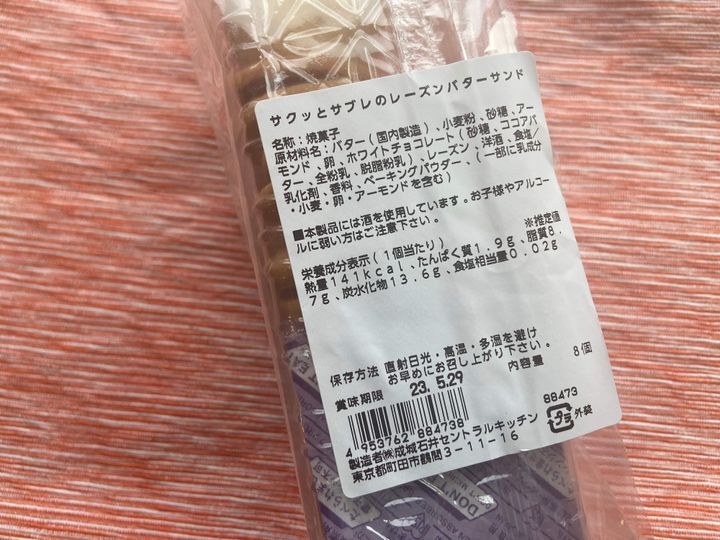 サクッとサブレのレーズンバターサンド
名称:焼菓子
原材料名:バター(国内製造)、小麦粉、砂糖、アー
モンド、卵、ホワイトチョコレート(砂糖、ココアバ
ター、全粉乳、脱脂粉乳)、レーズン、洋酒、食塩/
乳化剤、香料、ベーキングパウダー、(一部に乳成分
・小麦・卵・アーモンドを含む)
■本製品には酒を使用しています。お子様やアルコー
ルに弱い方はご注意下さい。
栄養成分表示(1個当たり) ※推定値
熱量141kcal、たんぱく質1.9g、脂質8.
7g、炭水化物13.6g、食塩相当量0.02g
保存方法 直射日光・高温・多湿を避け
お早めにお召し上がり下さい。
賞味期限 23.5.29 内容量 8個
88473
4 953762 884738
プラ 外装
製造者㈱成城石井セントラルキッチン
東京都町田市鶴間3-11-16